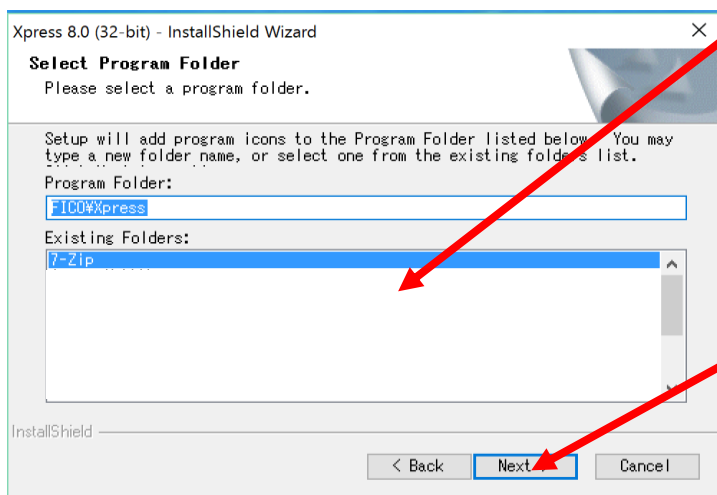 Xpress 8.0 (32-bit) - InstallShield Wizard
Select Program Folder
Please select a program folder.
Setup will add program icons to the Program Folder listed below. You may
type a new folder name, or select one from the existing folders list.
Program Folder:
FICO¥Xpress
Existing Folders:
7-Zip
InstallShield
< Back
Next
Cancel